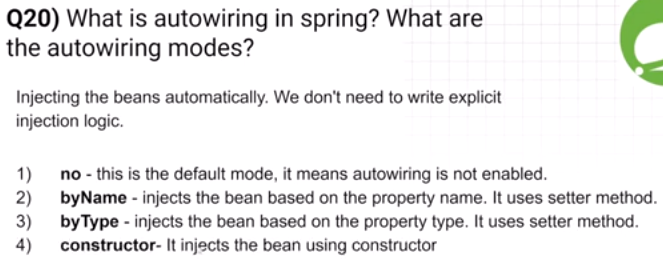 Q20) What is autowiring in spring? What are
the autowiring modes?
Injecting the beans automatically. We don't need to write explicit
injection logic.
1) no - this is the default mode, it means autowiring is not enabled.
2) byName - injects the bean based on the property name. It uses setter method.
3) byType - injects the bean based on the property type. It uses setter method.
4) constructor- It injects the bean using constructor